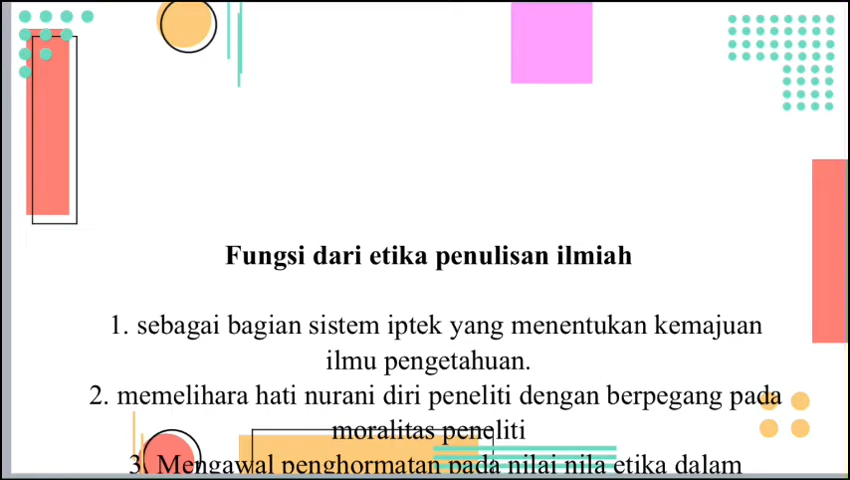 Fungsi dari etika penulisan ilmiah
1. sebagai bagian sistem iptek yang menentukan kemajuan
ilmu pengetahuan.
2. memelihara hati nurani diri peneliti dengan berpegang pada
moralitas peneliti
3. Mengawal penghormatan pada nilai nila etika dalam